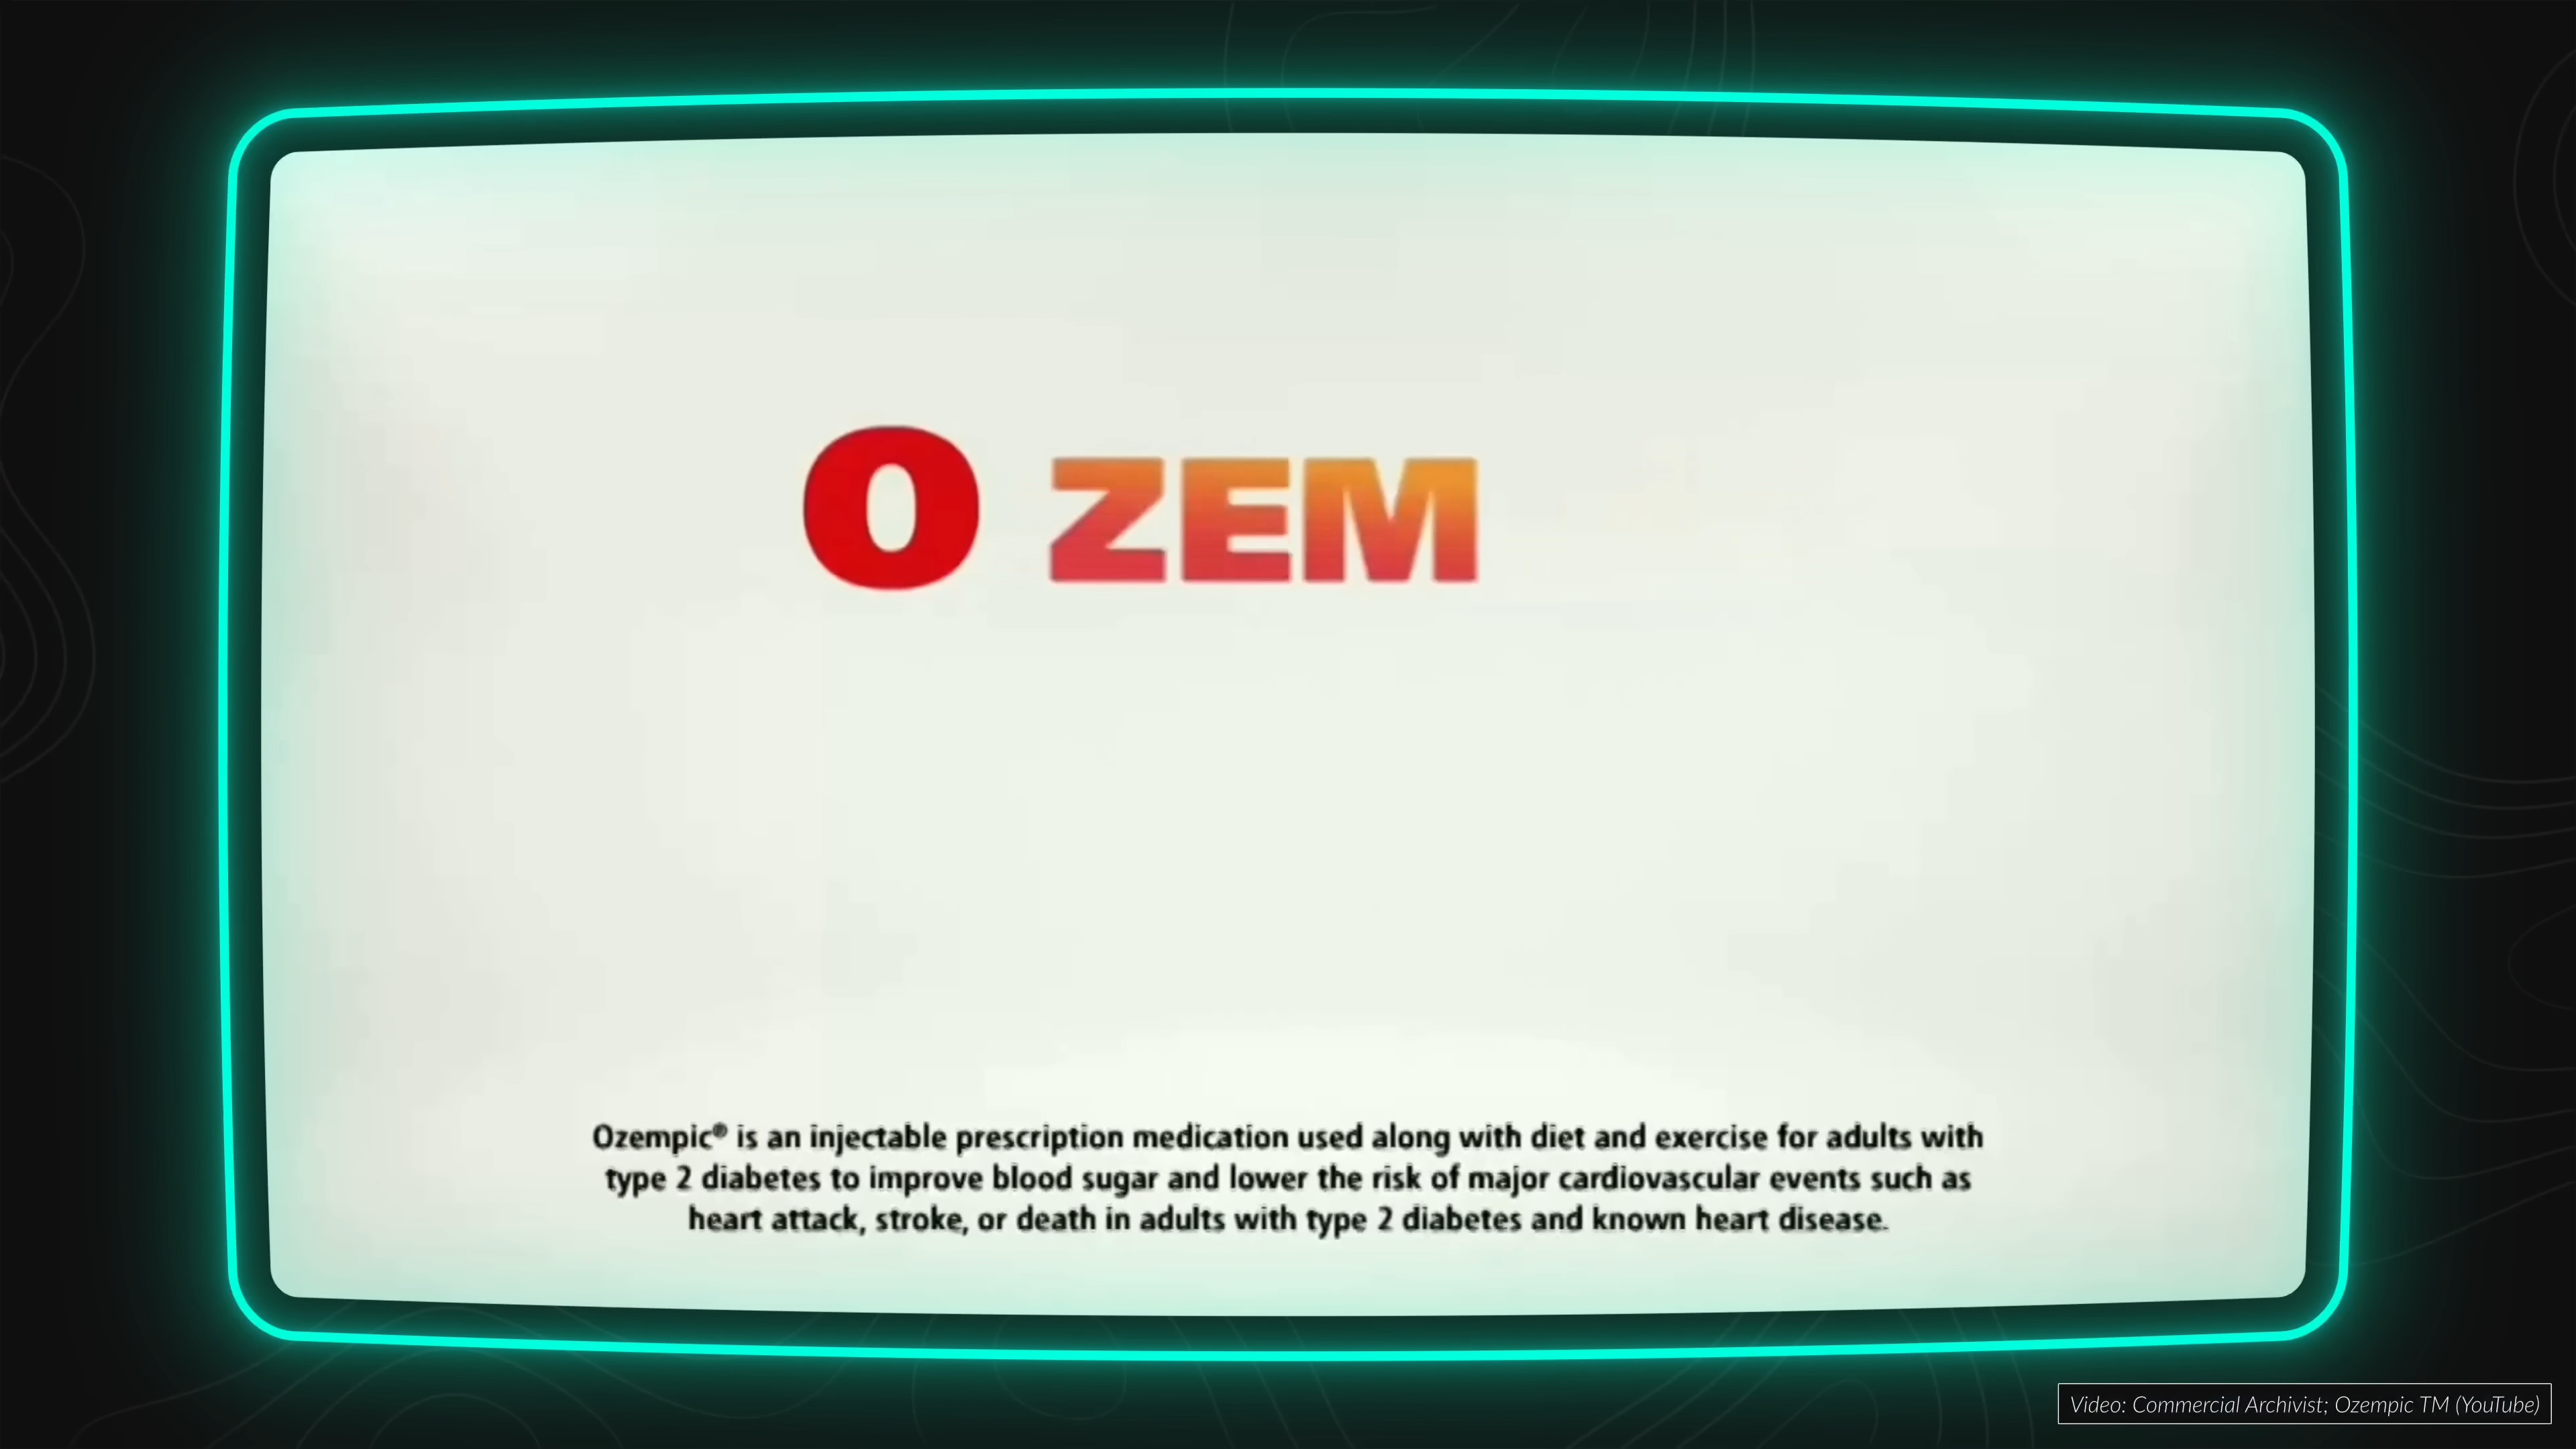 O ZEM
Ozempic® is an injectable prescription medication used along with diet and exercise for adults with
type 2 diabetes to improve blood sugar and lower the risk of major cardiovascular events such as
heart attack, stroke, or death in adults with type 2 diabetes and known heart disease.
Video: Commercial Archivist; Ozempic TM (YouTube)